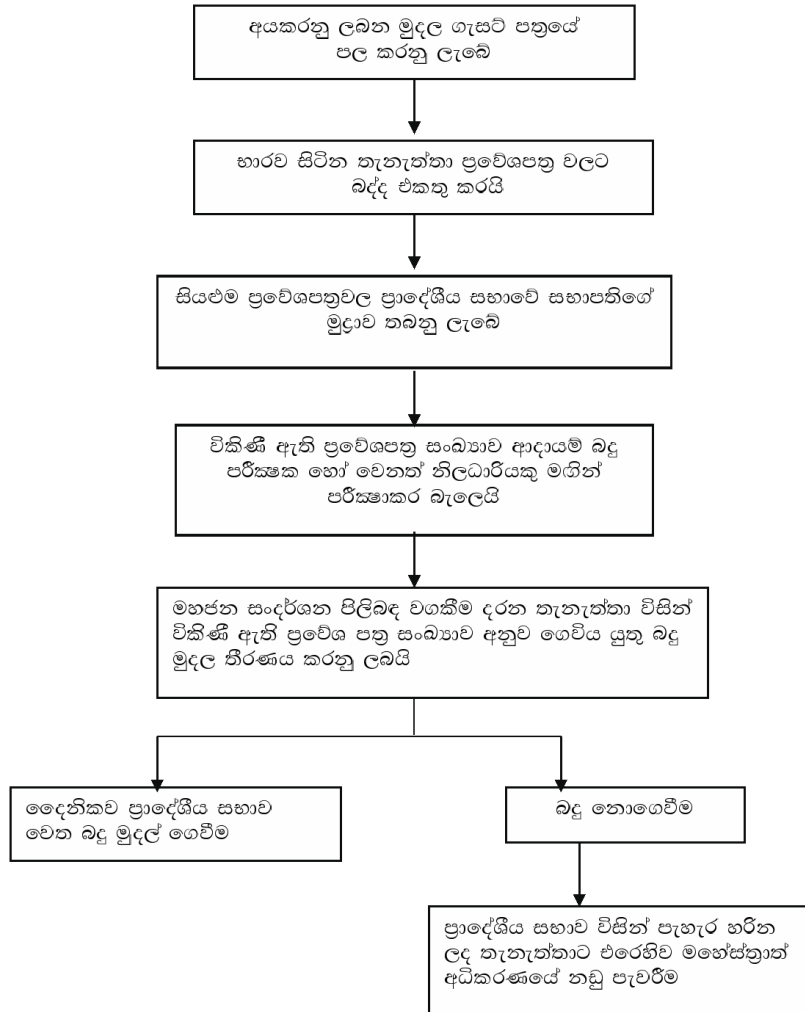 අයකරනු ලබන මුදල ගැසට් පත්‍රයේ
පල කරනු ලැබේ
භාරව සිටින තැනැත්තා ප්‍රවේශපත්‍ර වලට
බද්ද එකතු කරයි
සියළුම ප්‍රවේශපත්‍රවල ප්‍රාදේශීය සභාවේ සභාපතිගේ
මුද්‍රාව තබනු ලැබේ
විකිණී ඇති ප්‍රවේශපත්‍ර සංඛ්‍යාව ආදායම් බදු
පරීක්‍ෂක හෝ වෙනත් නිලධාරියකු මඟින්
පරීක්‍ෂාකර බැලෙයි
මහජන සංදර්ශන පිලිබඳ වගකීම දරන තැනැත්තා විසින්
විකිණී ඇති ප්‍රවේශ පත්‍ර සංඛ්‍යාව අනුව ගෙවිය යුතු බදු
මුදල තීරණය කරනු ලබයි
දෛනිකව ප්‍රාදේශීය සභාව
වෙත බදු මුදල් ගෙවීම
බදු නොගෙවීම
ප්‍රාදේශීය සභාව විසින් පැහැර හරින
ලද තැනැත්තාට එරෙහිව මහේස්ත්‍රාත්
අධිකරණයේ නඩු පැවරීම